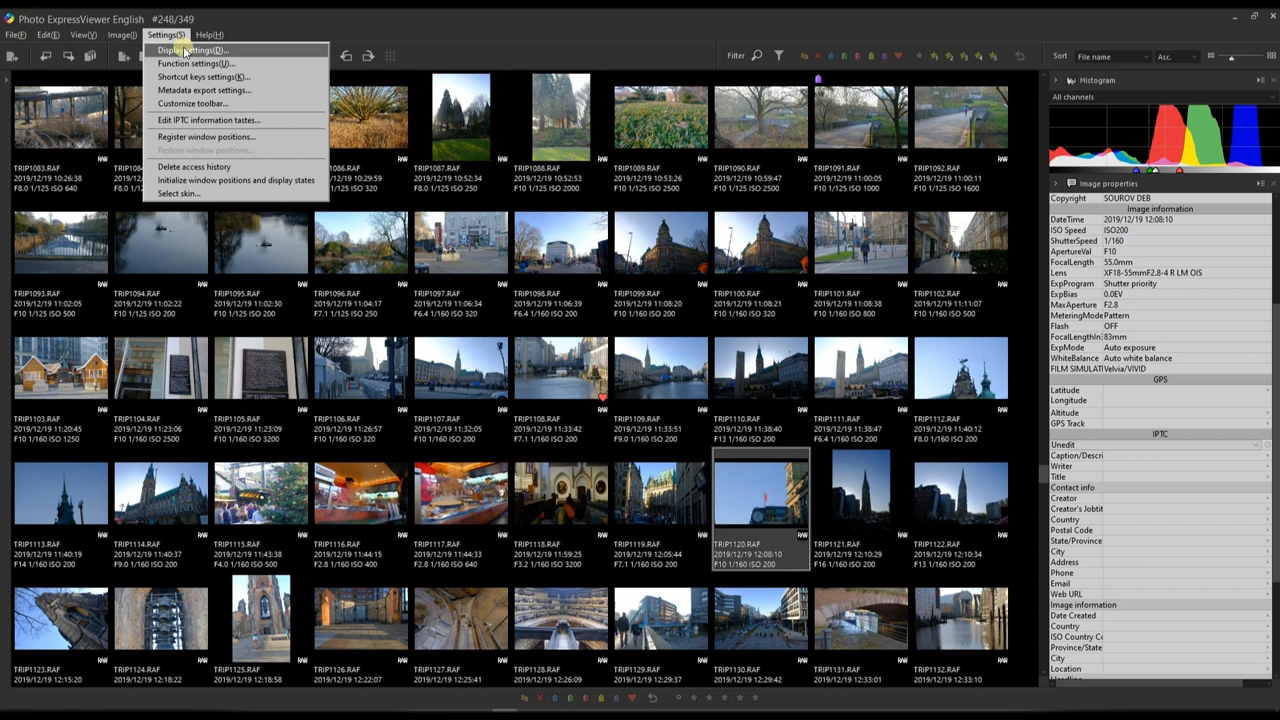 Photo ExpressViewer English #248/349
File(F) Edit(E) View(V) Image(I) Settings(S) Help(H)
Display settings(D)...
Function settings(U)...
Shortcut keys settings(K)...
Metadata export settings...
Customize toolbar...
Edit IPTC information tastes...
Register window positions...
Restore window positions...
Delete access history
Initialize window positions and display states
Select skin...
Filter
Sort File name Asc.
Histogram
All channels
Image properties
Copyright SOUROV DEB
Image information
DateTime 2019/12/19 12:08:10
ISO Speed ISO200
ShutterSpeed 1/160
ApertureVal F10
FocalLength 55.0mm
Lens XF18-55mmF2.8-4 R LM OIS
ExpProgram Shutter priority
ExpBias 0.0EV
MaxAperture F2.8
MeteringMode Pattern
Flash OFF
FocalLengthIn: 83mm
ExpMode Auto exposure
WhiteBalance Auto white balance
FILM SIMULATI Velvia/VIVID
GPS
Latitude
Longitude
Altitude
GPS Track
IPTC
Unedit
Caption/Descri
Writer
Title
Contact info
Creator
Creator's Jobtit
Country
Postal Code
State/Province
City
Address
Phone
Email
Web URL
Image information
Date Created
Country
ISO Country Co
Province/State
City
Location
TRIP1083.RAF
2019/12/19 10:26:38
F8.0 1/125 ISO 640
TRIP1087.RAF
2019/12/19 10:52:34
F8.0 1/125 ISO 250
TRIP1088.RAF
2019/12/19 10:52:53
F10 1/125 ISO 2000
TRIP1089.RAF
2019/12/19 10:53:26
F10 1/125 ISO 2500
TRIP1090.RAF
2019/12/19 10:59:47
F10 1/125 ISO 4000
TRIP1091.RAF
2019/12/19 11:00:05
F10 1/125 ISO 1000
TRIP1092.RAF
2019/12/19 11:00:11
F10 1/125 ISO 1600
TRIP1093.RAF
2019/12/19 11:02:05
F10 1/125 ISO 500
TRIP1094.RAF
2019/12/19 11:02:22
F10 1/125 ISO 200
TRIP1095.RAF
2019/12/19 11:02:30
F10 1/125 ISO 200
TRIP1096.RAF
2019/12/19 11:04:17
F7.1 1/125 ISO 250
TRIP1097.RAF
2019/12/19 11:06:34
F6.4 1/160 ISO 320
TRIP1098.RAF
2019/12/19 11:06:39
F6.4 1/160 ISO 200
TRIP1099.RAF
2019/12/19 11:08:20
F10 1/160 ISO 200
TRIP1100.RAF
2019/12/19 11:08:21
F10 1/160 ISO 320
TRIP1101.RAF
2019/12/19 11:08:38
F10 1/160 ISO 800
TRIP1102.RAF
2019/12/19 11:11:07
F10 1/160 ISO 500
TRIP1103.RAF
2019/12/19 11:20:45
F10 1/160 ISO 1250
TRIP1104.RAF
2019/12/19 11:23:06
F10 1/160 ISO 2500
TRIP1105.RAF
2019/12/19 11:23:09
F10 1/160 ISO 3200
TRIP1106.RAF
2019/12/19 11:26:57
F10 1/160 ISO 320
TRIP1107.RAF
2019/12/19 11:32:05
F10 1/160 ISO 200
TRIP1108.RAF
2019/12/19 11:33:42
F7.1 1/160 ISO 200
TRIP1109.RAF
2019/12/19 11:33:51
F9.0 1/160 ISO 200
TRIP1110.RAF
2019/12/19 11:38:40
F13 1/160 ISO 200
TRIP1111.RAF
2019/12/19 11:38:47
F6.4 1/160 ISO 200
TRIP1112.RAF
2019/12/19 11:40:12
F8.0 1/160 ISO 200
TRIP1113.RAF
2019/12/19 11:40:19
F14 1/160 ISO 200
TRIP1114.RAF
2019/12/19 11:40:37
F9.0 1/160 ISO 200
TRIP1115.RAF
2019/12/19 11:43:38
F4.0 1/160 ISO 500
TRIP1116.RAF
2019/12/19 11:44:15
F2.8 1/160 ISO 400
TRIP1117.RAF
2019/12/19 11:44:33
F2.8 1/160 ISO 640
TRIP1118.RAF
2019/12/19 11:59:25
F3.2 1/160 ISO 3200
TRIP1119.RAF
2019/12/19 12:05:44
F7.1 1/160 ISO 200
TRIP1120.RAF
2019/12/19 12:08:10
F10 1/160 ISO 200
TRIP1121.RAF
2019/12/19 12:10:29
F16 1/160 ISO 200
TRIP1122.RAF
2019/12/19 12:10:34
F13 1/160 ISO 200
TRIP1123.RAF
2019/12/19 12:15:20
TRIP1124.RAF
2019/12/19 12:18:22
TRIP1125.RAF
2019/12/19 12:18:58
TRIP1126.RAF
2019/12/19 12:22:07
TRIP1127.RAF
2019/12/19 12:25:41
TRIP1128.RAF
2019/12/19 12:26:09
TRIP1129.RAF
2019/12/19 12:29:37
TRIP1130.RAF
2019/12/19 12:29:42
TRIP1131.RAF
2019/12/19 12:33:01
TRIP1132.RAF
2019/12/19 12:33:10